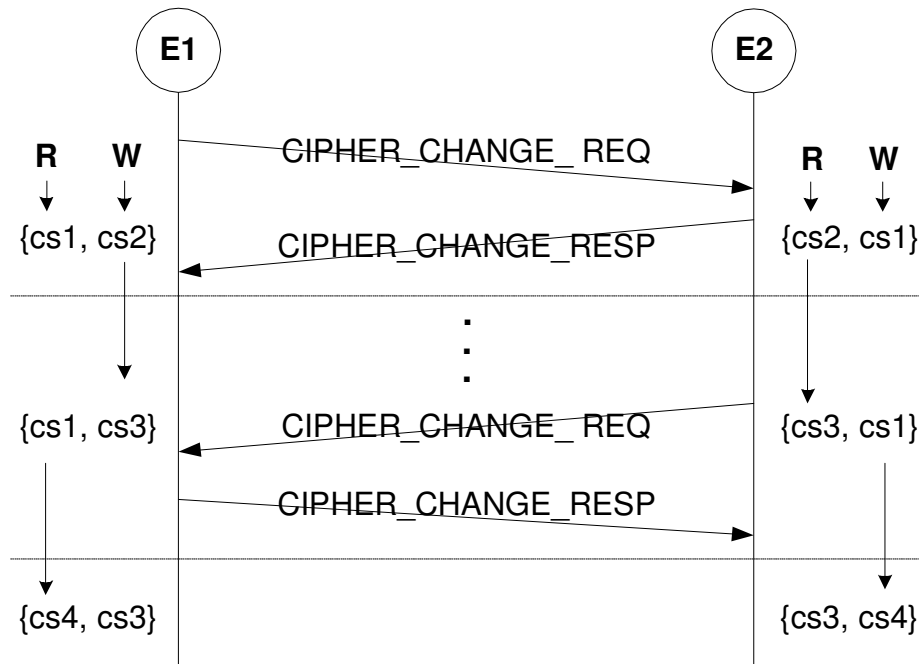 E1 E2
CIPHER_CHANGE_ REQ
R W R W
{cs1, cs2} CIPHER_CHANGE_RESP {cs2, cs1}
.
.
.
{cs1, cs3} CIPHER_CHANGE_ REQ {cs3, cs1}
CIPHER_CHANGE_RESP
{cs4, cs3} {cs3, cs4}